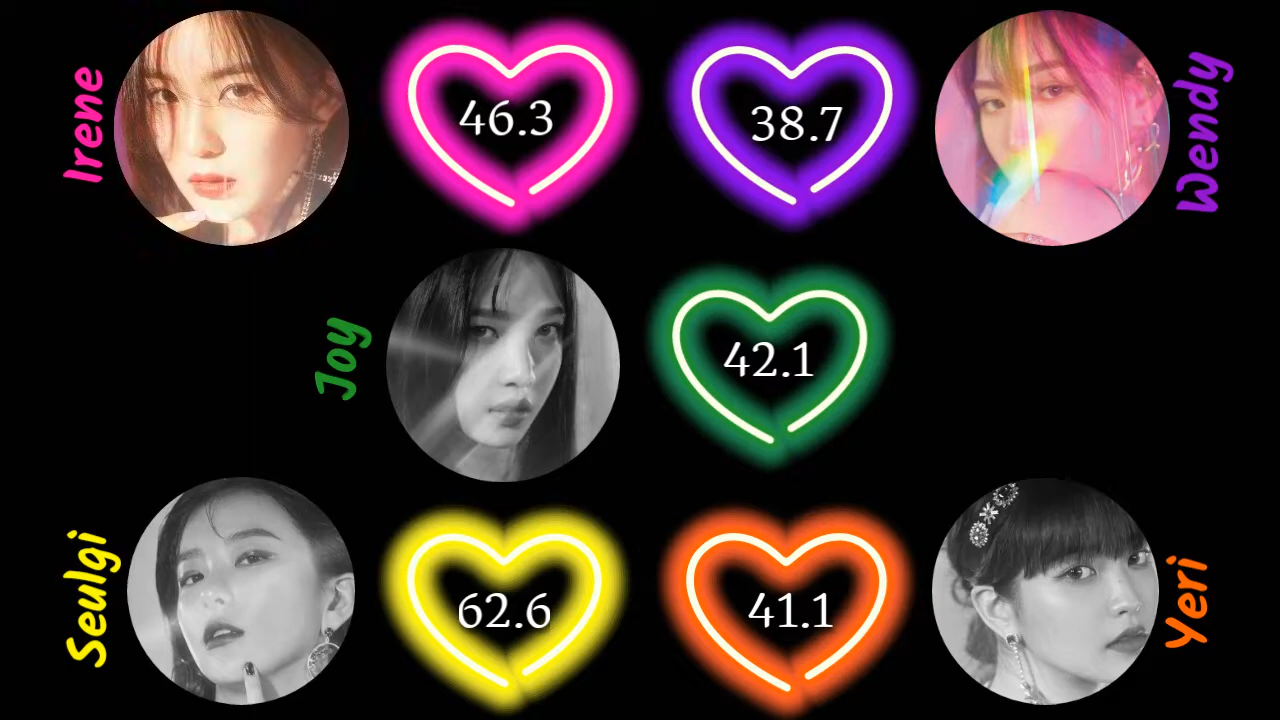 Irene
46.3
38.7
Wendy
Joy
42.1
Seulgi
62.6
41.1
Yeri